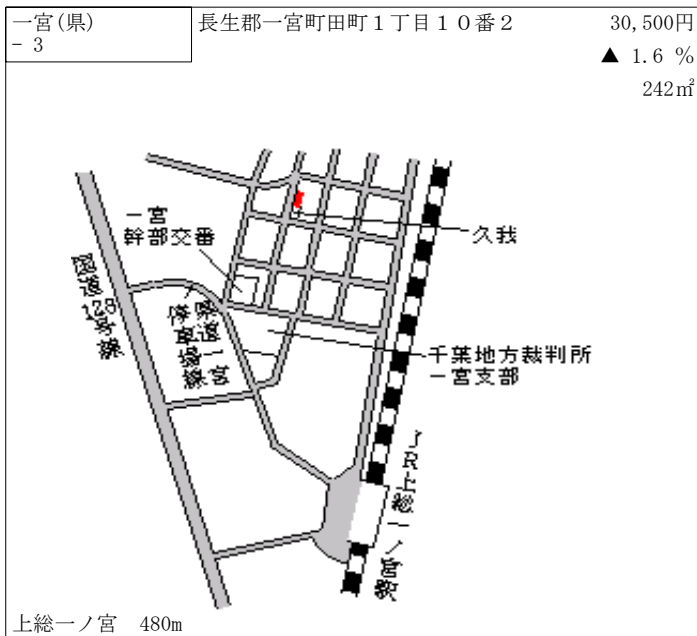 一宮(県)
－ 3
長生郡一宮町田町１丁目１０番２
30,500円
▲ 1.6 %
242㎡
一宮
幹部交番
久我
国道128号線
県道一宮
停車場線
千葉地方裁判所
一宮支部
JR上総一ノ宮駅
上総一ノ宮　480m